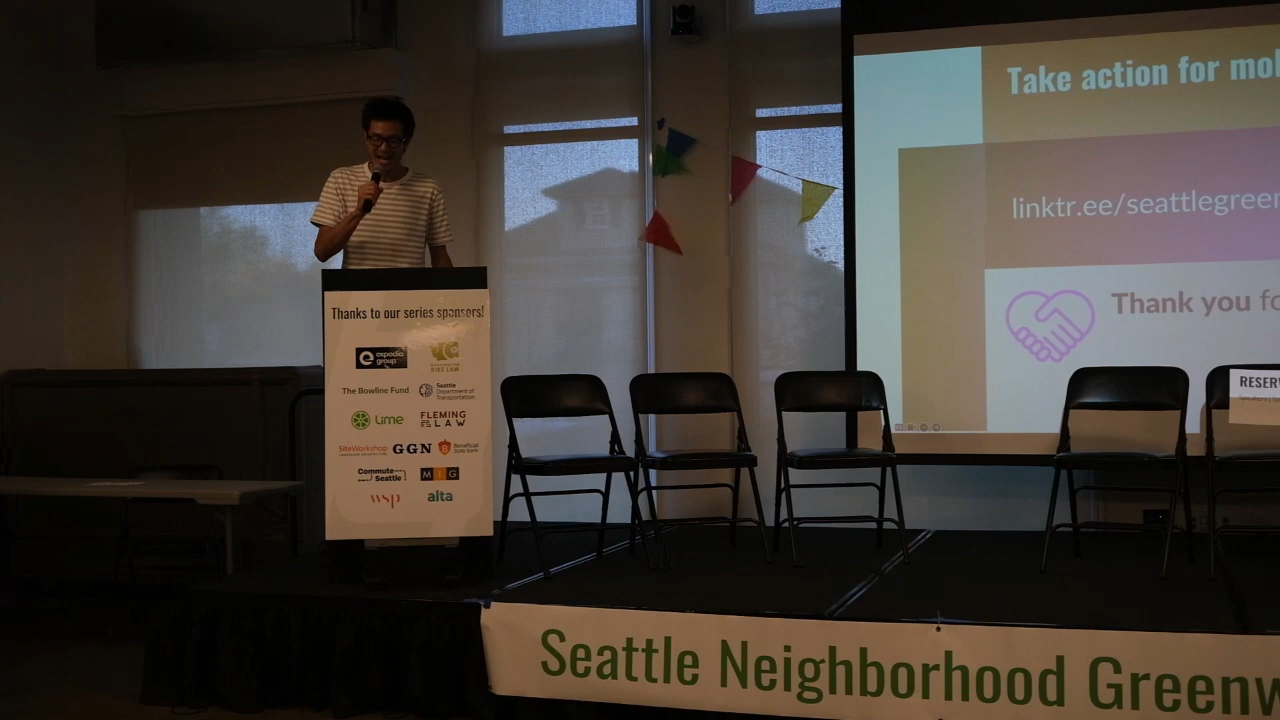 Take action for mo
linktr.ee/seattlegreen
Thank you fo
RESERV
Thanks to our series sponsors!
expedia group
BIKE LAW
The Bowline Fund
Seattle Department of Transportation
Lime
FLEMING LAW
SiteWorkshop
GGN
Beneficial State Bank
Commute Seattle
MIG
wsp
alta
Seattle Neighborhood Greenw